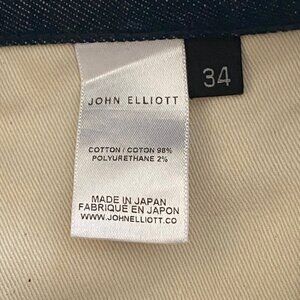 JOHN ELLIOTT
34
COTTON / COTON 98%
POLYURETHANE 2%
MADE IN JAPAN
FABRIQUÉ EN JAPON
WWW.JOHNELLIOTT.CO